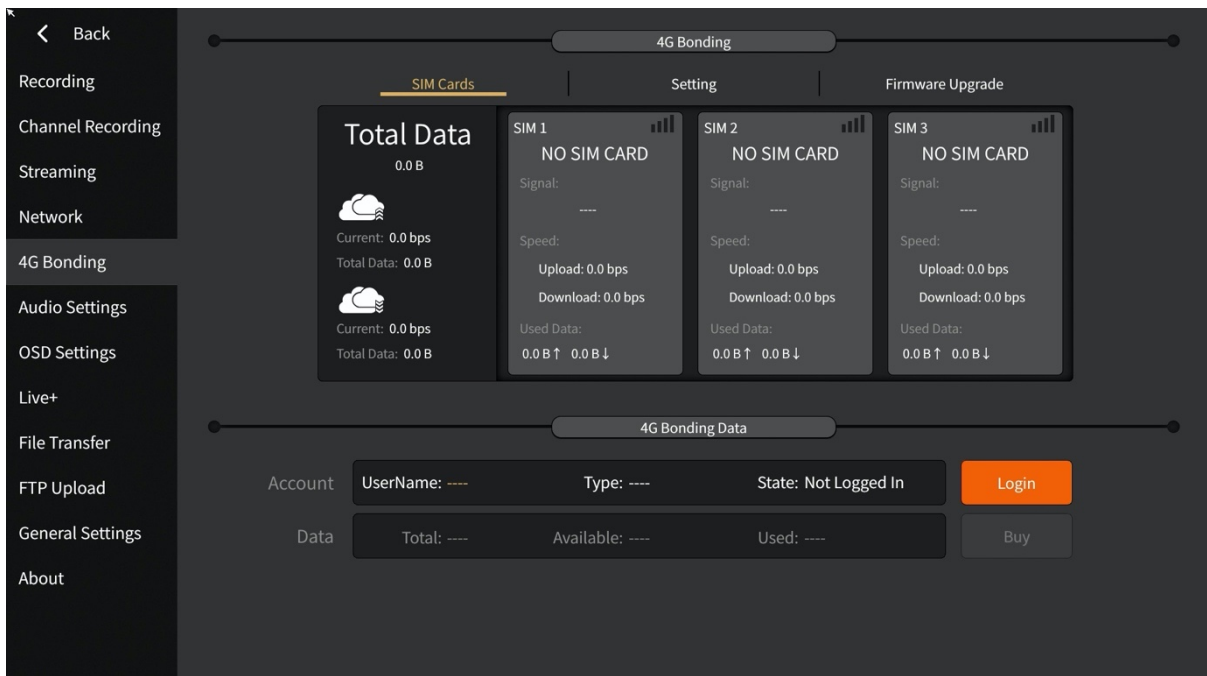 Back
Recording
Channel Recording
Streaming
Network
4G Bonding
Audio Settings
OSD Settings
Live+
File Transfer
FTP Upload
General Settings
About
4G Bonding
SIM Cards
Setting
Firmware Upgrade
Total Data
0.0 B
Current: 0.0 bps
Total Data: 0.0 B
Current: 0.0 bps
Total Data: 0.0 B
SIM 1
NO SIM CARD
Signal:
----
Speed:
Upload: 0.0 bps
Download: 0.0 bps
Used Data:
0.0 B↑ 0.0 B↓
SIM 2
NO SIM CARD
Signal:
----
Speed:
Upload: 0.0 bps
Download: 0.0 bps
Used Data:
0.0 B↑ 0.0 B↓
SIM 3
NO SIM CARD
Signal:
----
Speed:
Upload: 0.0 bps
Download: 0.0 bps
Used Data:
0.0 B↑ 0.0 B↓
4G Bonding Data
Account UserName: ---- Type: ---- State: Not Logged In Login
Data Total: ---- Available: ---- Used: ---- Buy